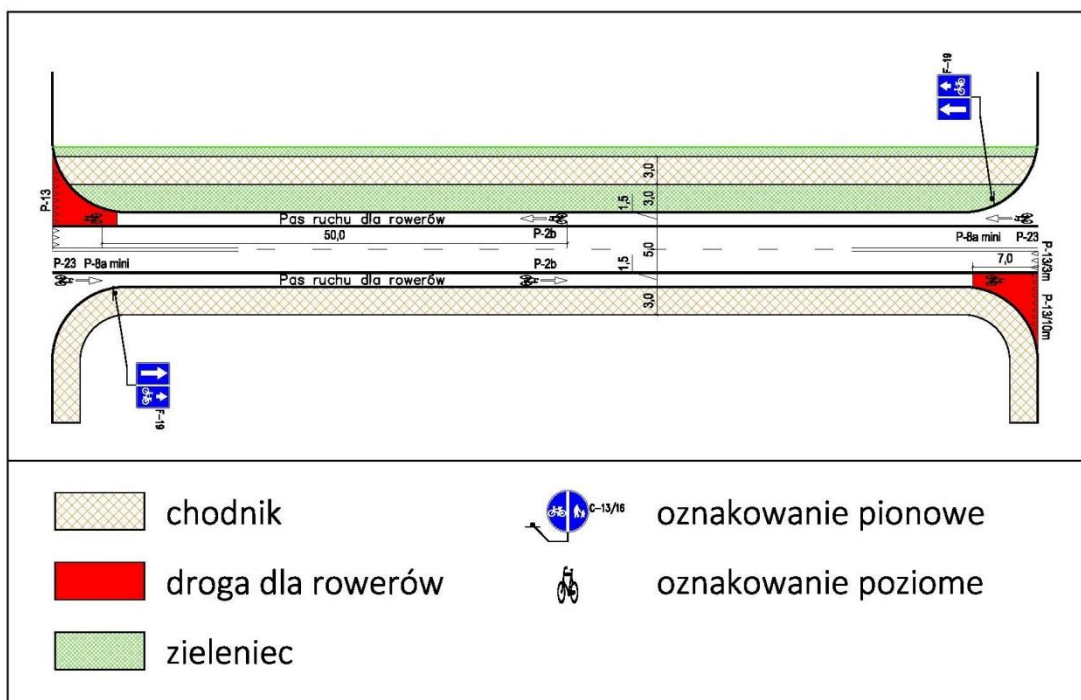 F-19
P-13
3,0
3,0
1,5
Pas ruchu dla rowerów
50,0
P-2b
P-8a mini P-23
5,0
P-23 P-8a mini
P-2b
7,0
P-13/3m
Pas ruchu dla rowerów
1,5
3,0
P-13/10m
F-19
chodnik
C-13/16
oznakowanie pionowe
droga dla rowerów
oznakowanie poziome
zieleniec